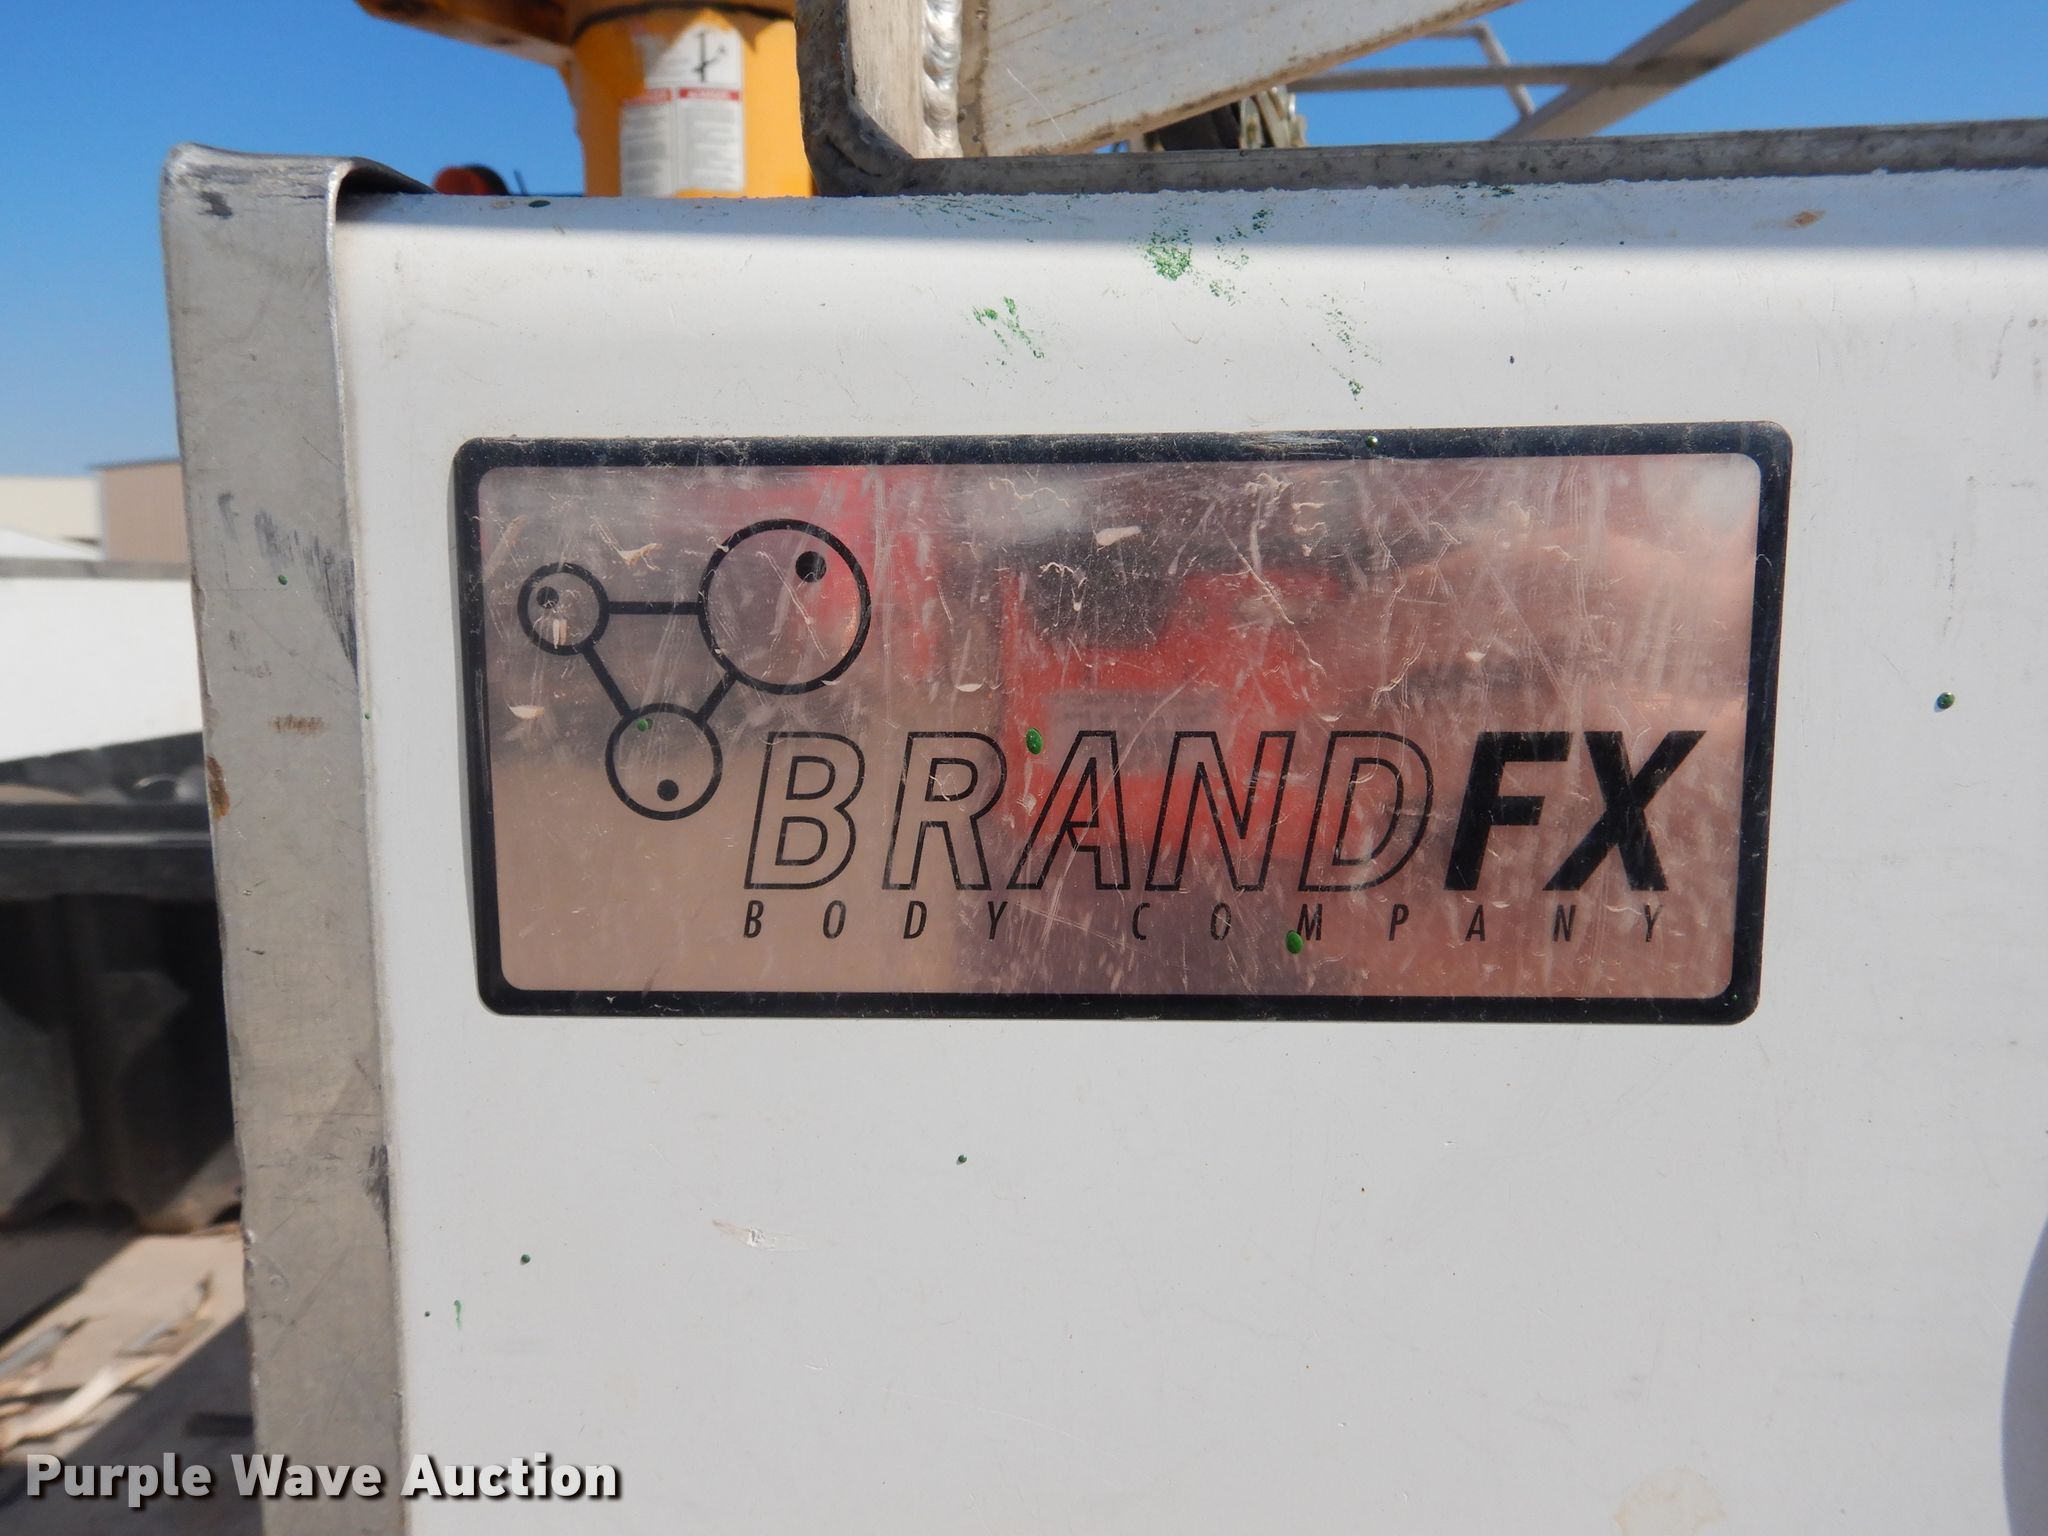 BRANDFX
BODY COMPANY
Purple Wave Auction